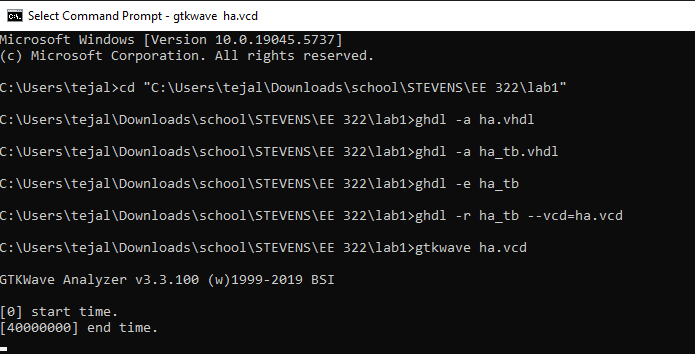 Select Command Prompt - gtkwave ha.vcd
Microsoft Windows [Version 10.0.19045.5737]
(c) Microsoft Corporation. All rights reserved.
C:\Users\tejal>cd "C:\Users\tejal\Downloads\school\STEVENS\EE 322\lab1"
C:\Users\tejal\Downloads\school\STEVENS\EE 322\lab1>ghdl -a ha.vhdl
C:\Users\tejal\Downloads\school\STEVENS\EE 322\lab1>ghdl -a ha_tb.vhdl
C:\Users\tejal\Downloads\school\STEVENS\EE 322\lab1>ghdl -e ha_tb
C:\Users\tejal\Downloads\school\STEVENS\EE 322\lab1>ghdl -r ha_tb --vcd=ha.vcd
C:\Users\tejal\Downloads\school\STEVENS\EE 322\lab1>gtkwave ha.vcd
GTKWave Analyzer v3.3.100 (w)1999-2019 BSI
[0] start time.
[40000000] end time.